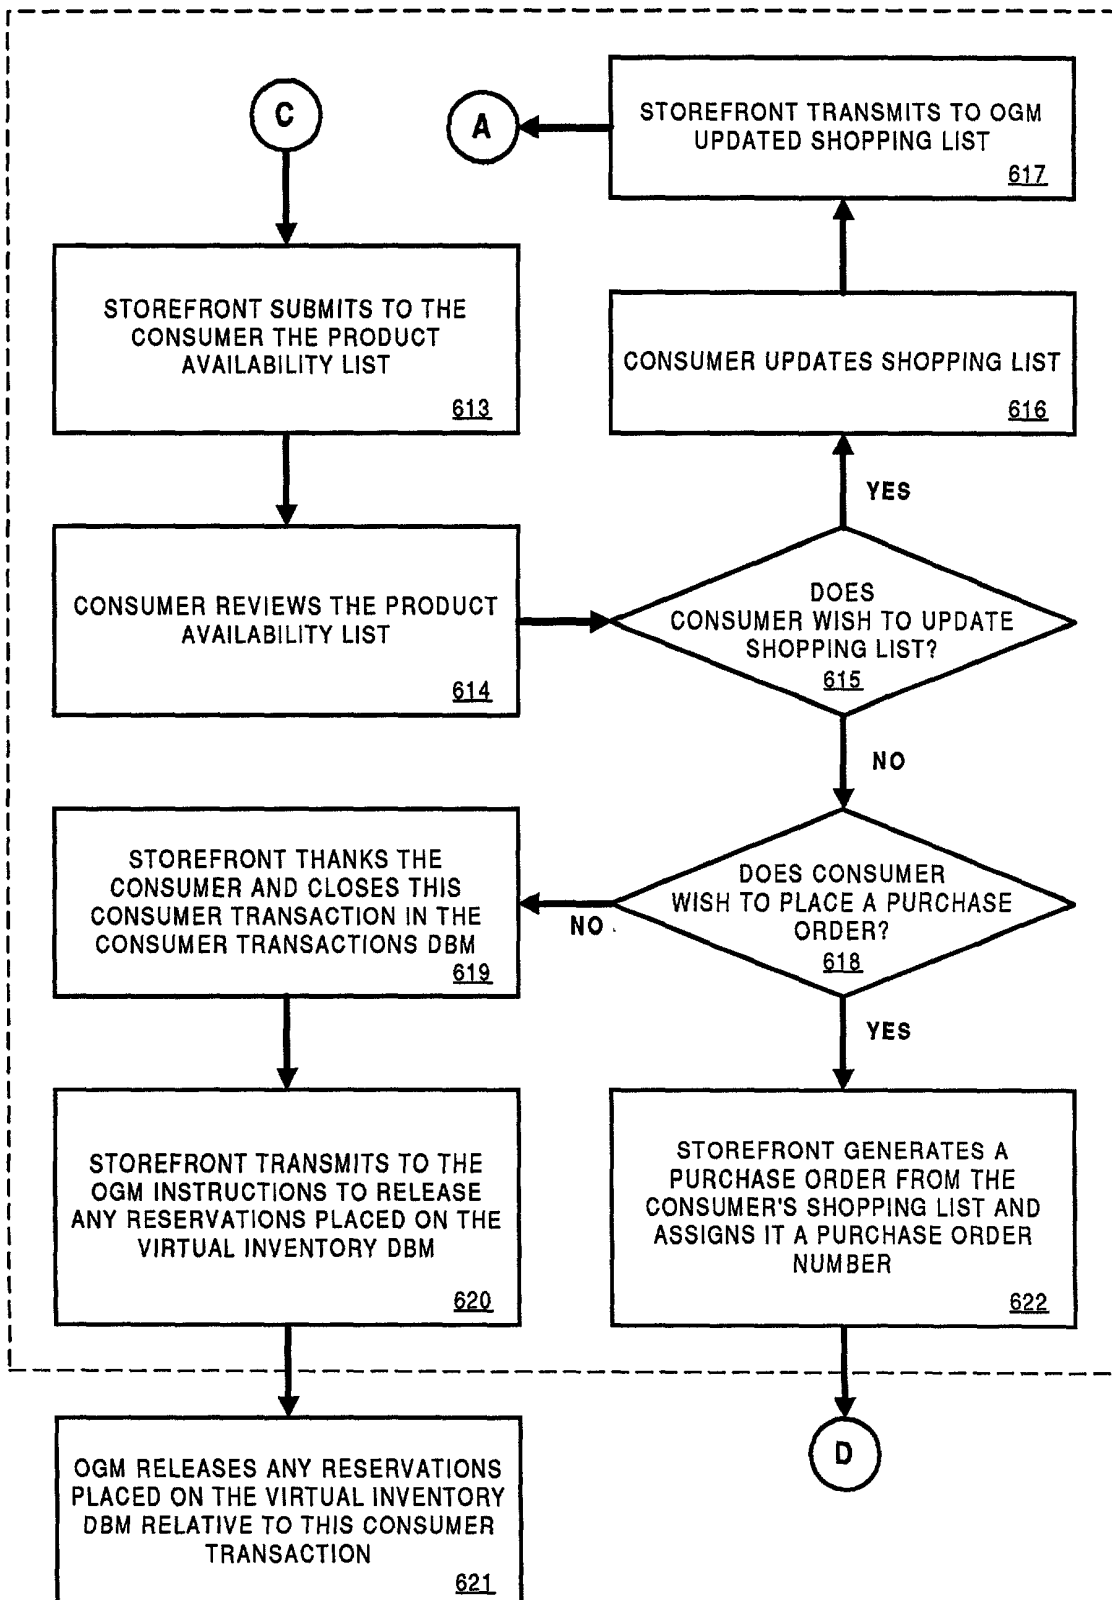 C
A
STOREFRONT TRANSMITS TO OGM
UPDATED SHOPPING LIST
617
STOREFRONT SUBMITS TO THE
CONSUMER THE PRODUCT
AVAILABILITY LIST
613
CONSUMER UPDATES SHOPPING LIST
616
YES
CONSUMER REVIEWS THE PRODUCT
AVAILABILITY LIST
614
DOES
CONSUMER WISH TO UPDATE
SHOPPING LIST?
615
NO
STOREFRONT THANKS THE
CONSUMER AND CLOSES THIS
CONSUMER TRANSACTION IN THE
CONSUMER TRANSACTIONS DBM
619
NO
DOES CONSUMER
WISH TO PLACE A PURCHASE
ORDER?
618
YES
STOREFRONT TRANSMITS TO THE
OGM INSTRUCTIONS TO RELEASE
ANY RESERVATIONS PLACED ON THE
VIRTUAL INVENTORY DBM
620
STOREFRONT GENERATES A
PURCHASE ORDER FROM THE
CONSUMER'S SHOPPING LIST AND
ASSIGNS IT A PURCHASE ORDER
NUMBER
622
OGM RELEASES ANY RESERVATIONS
PLACED ON THE VIRTUAL INVENTORY
DBM RELATIVE TO THIS CONSUMER
TRANSACTION
621
D